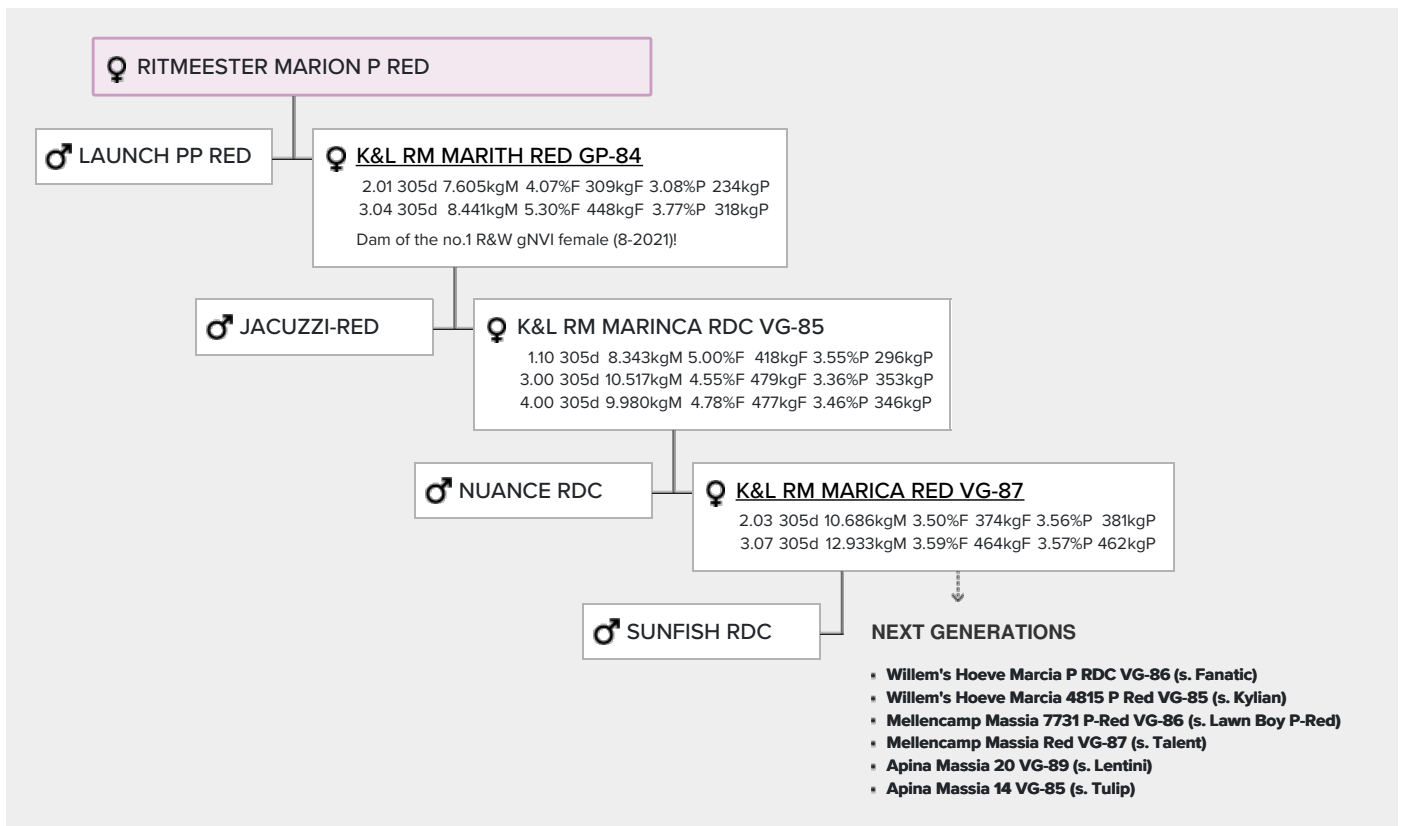 RITMEESTER MARION P RED
LAUNCH PP RED
K&L RM MARITH RED GP-84
2.01 305d 7.605kgM 4.07%F 309kgF 3.08%P 234kgP
3.04 305d 8.441kgM 5.30%F 448kgF 3.77%P 318kgP
Dam of the no.1 R&W gNVI female (8-2021)!
JACUZZI-RED
K&L RM MARINCA RDC VG-85
1.10 305d 8.343kgM 5.00%F 418kgF 3.55%P 296kgP
3.00 305d 10.517kgM 4.55%F 479kgF 3.36%P 353kgP
4.00 305d 9.980kgM 4.78%F 477kgF 3.46%P 346kgP
NUANCE RDC
K&L RM MARICA RED VG-87
2.03 305d 10.686kgM 3.50%F 374kgF 3.56%P 381kgP
3.07 305d 12.933kgM 3.59%F 464kgF 3.57%P 462kgP
SUNFISH RDC
NEXT GENERATIONS
Willem's Hoeve Marcia P RDC VG-86 (s. Fanatic)
Willem's Hoeve Marcia 4815 P Red VG-85 (s. Kylian)
Mellencamp Massia 7731 P-Red VG-86 (s. Lawn Boy P-Red)
Mellencamp Massia Red VG-87 (s. Talent)
Apina Massia 20 VG-89 (s. Lentini)
Apina Massia 14 VG-85 (s. Tulip)